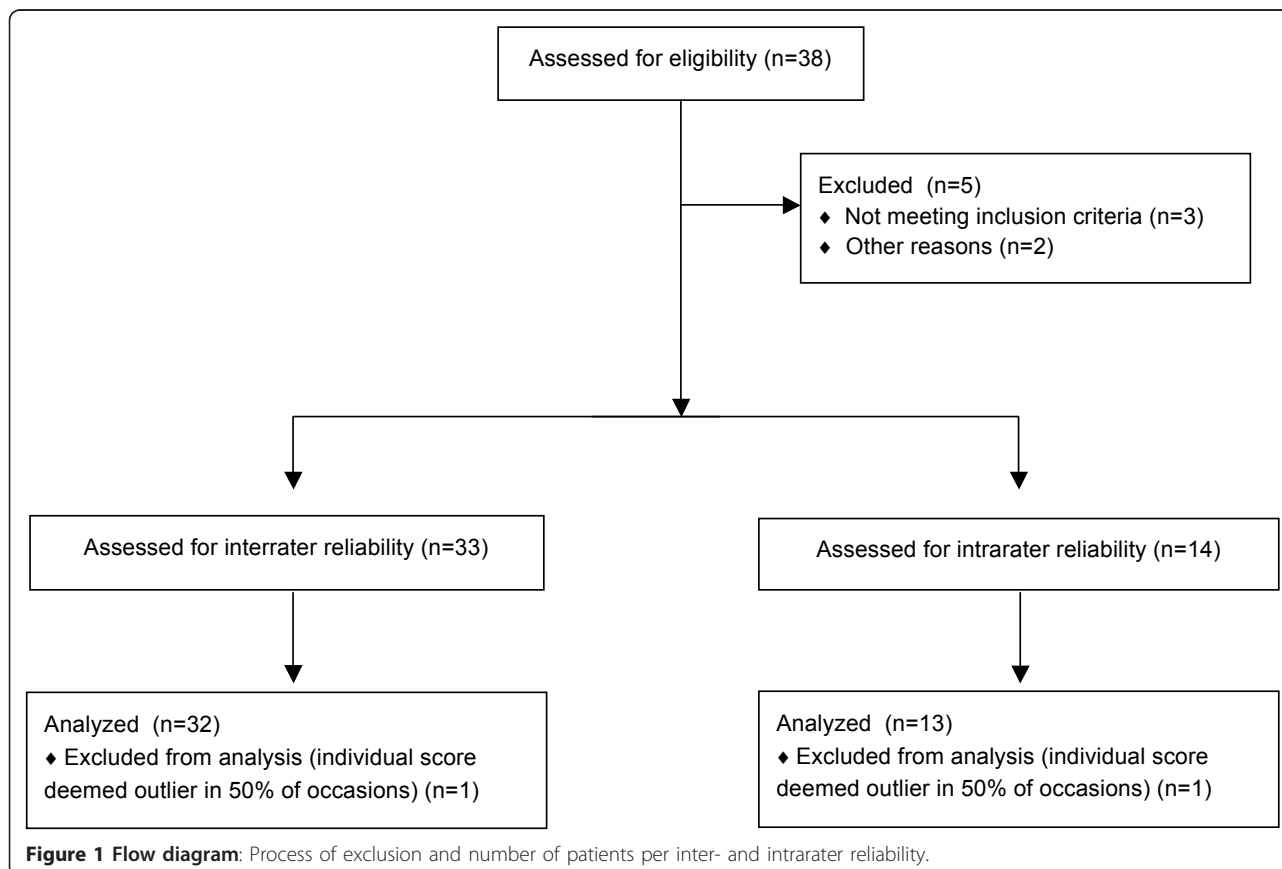 Assessed for eligibility (n=38)
Excluded (n=5)
♦ Not meeting inclusion criteria (n=3)
♦ Other reasons (n=2)
Assessed for interrater reliability (n=33)
Assessed for intrarater reliability (n=14)
Analyzed (n=32)
♦ Excluded from analysis (individual score
deemed outlier in 50% of occasions) (n=1)
Analyzed (n=13)
♦ Excluded from analysis (individual score
deemed outlier in 50% of occasions) (n=1)
Figure 1 Flow diagram: Process of exclusion and number of patients per inter- and intrarater reliability.